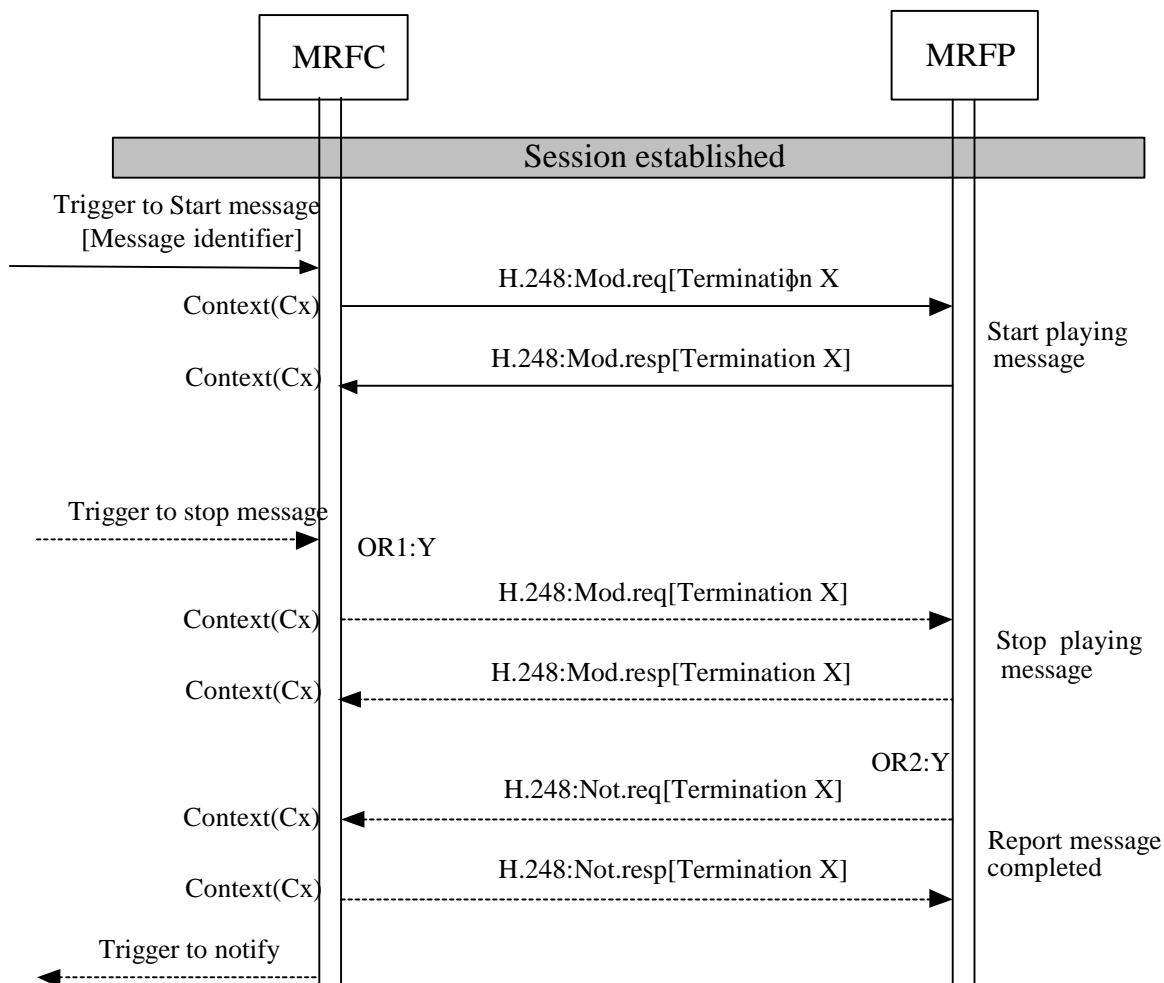 MRFC
MRFP
Session established
Trigger to Start message
[Message identifier]
H.248:Mod.req[Termination X]
Context(Cx)
Start playing
message
H.248:Mod.resp[Termination X]
Context(Cx)
Trigger to stop message
OR1:Y
H.248:Mod.req[Termination X]
Context(Cx)
Stop playing
message
H.248:Mod.resp[Termination X]
Context(Cx)
OR2:Y
H.248:Not.req[Termination X]
Context(Cx)
Report message
completed
H.248:Not.resp[Termination X]
Context(Cx)
Trigger to notify